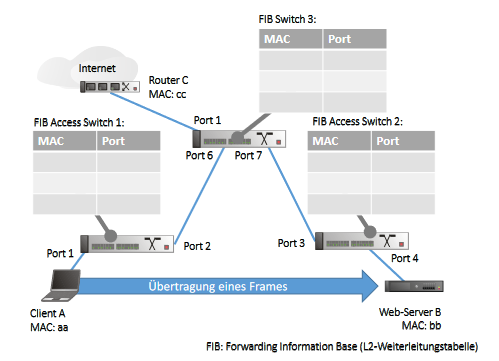 FIB Switch 3:
MAC Port
Internet
Router C
MAC: cc
FIB Access Switch 1:
MAC Port
Port 1
FIB Access Switch 2:
MAC Port
Port 6 Port 7
Port 1
Port 2
Port 3
Port 4
Übertragung eines Frames
Client A
MAC: aa
Web-Server B
MAC: bb
FIB: Forwarding Information Base (L2-Weiterleitungstabelle)